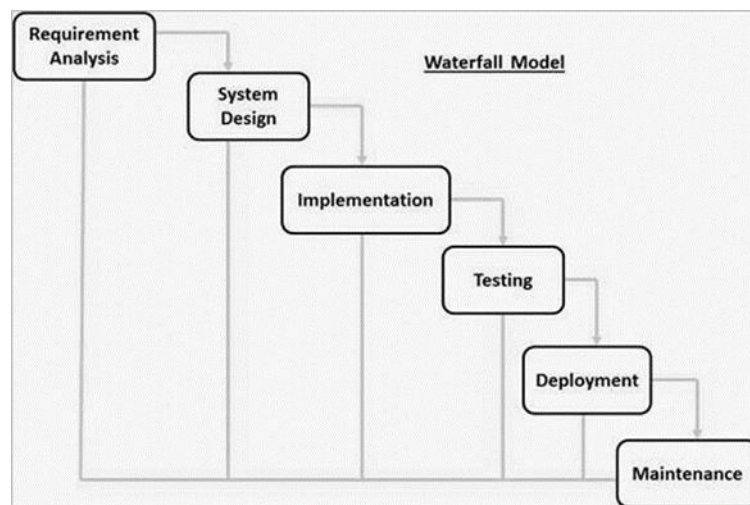 Requirement
Analysis
Waterfall Model
System
Design
Implementation
Testing
Deployment
Maintenance